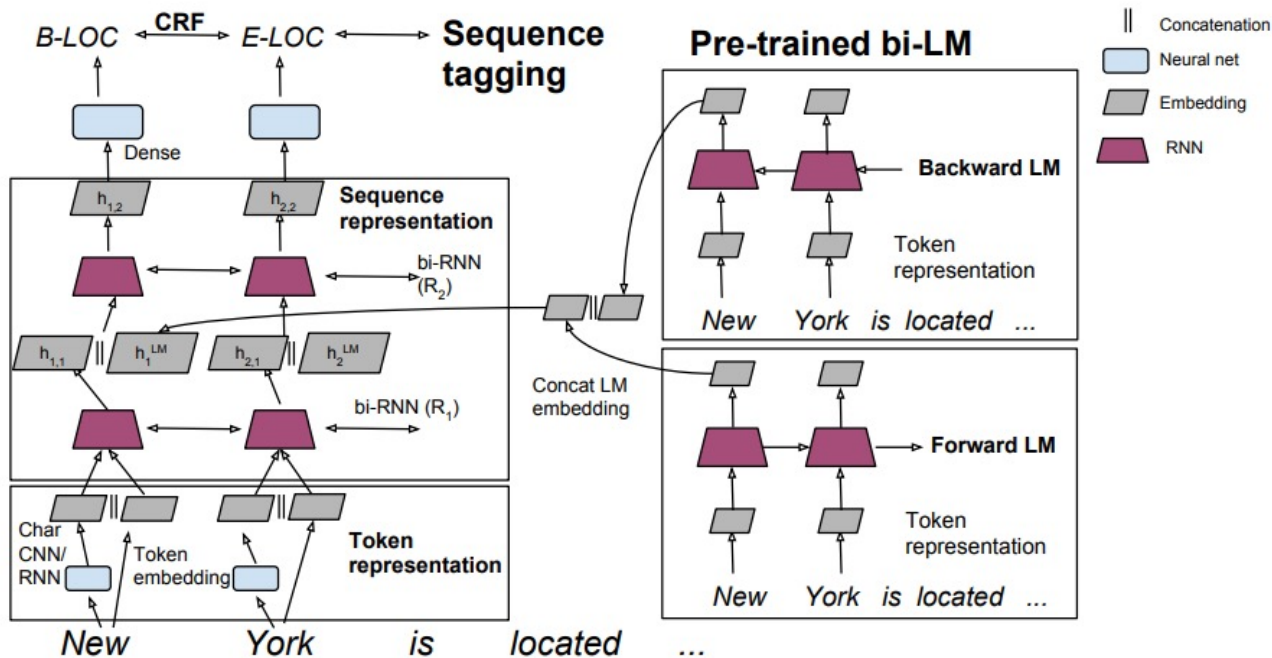 B-LOC CRF E-LOC Sequence tagging
Dense
h1,2 h2,2 Sequence representation
bi-RNN (R2)
h1,1 || h1LM h2,1 || h2LM
bi-RNN (R1)
Char CNN/ RNN
||
Token embedding
||
Token representation
New York is located ...
||
Concat LM embedding
Pre-trained bi-LM
Backward LM
Token representation
New York is located ...
Forward LM
Token representation
New York is located ...
|| Concatenation
Neural net
Embedding
RNN